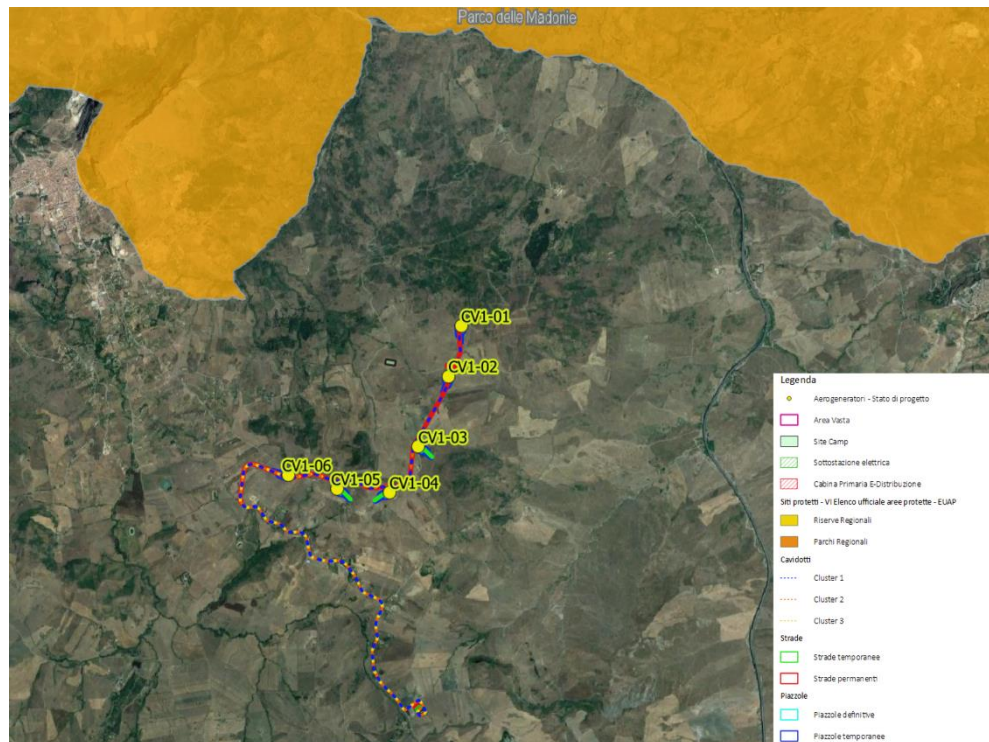 Parco delle Madonie
CV1-01
CV1-02
CV1-03
CV1-06
CV1-05
CV1-04
Legenda
Aerogeneratori - Stato di progetto
Area Vasta
Site Camp
Sottostazione elettrica
Cabina Primaria E-Distribuzione
Siti protetti - VI Elenco ufficiale aree protette - EUAP
Riserve Regionali
Parchi Regionali
Cavidotti
Cluster 1
Cluster 2
Cluster 3
Strade
Strade temporanee
Strade permanenti
Piazzole
Piazzole definitive
Piazzole temporanee